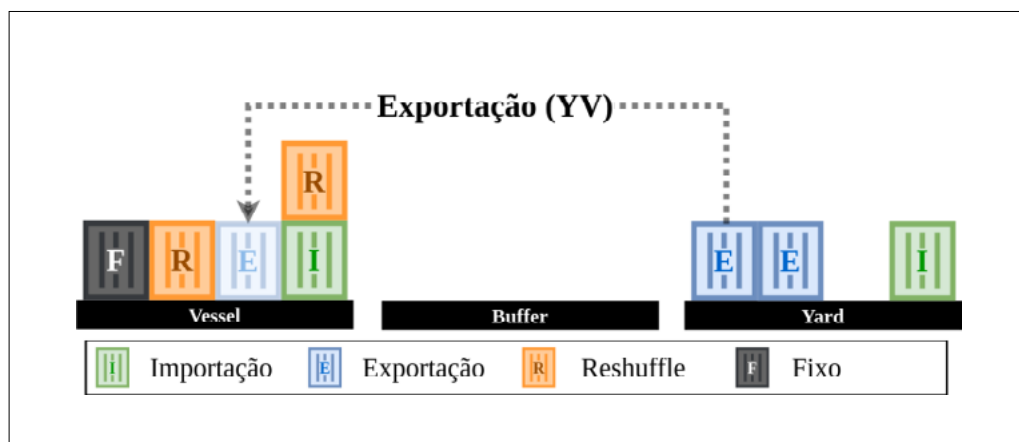 Exportação (YV)
R
F R E I E E I
Vessel Buffer Yard
I Importação E Exportação R Reshuffle F Fixo